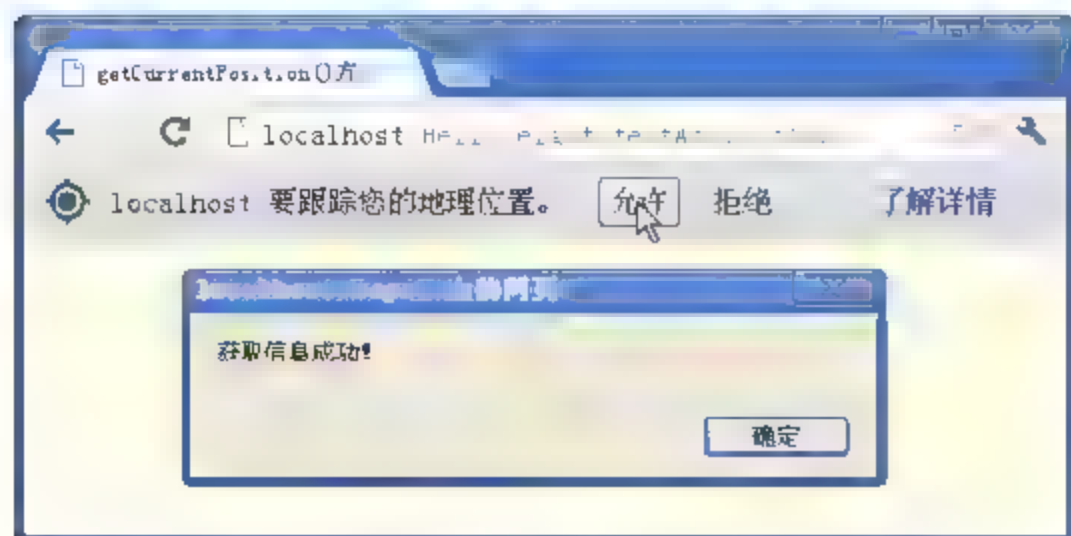 getCurrentPosition()方
localhost
localhost 要跟踪您的地理位置。 允许 拒绝 了解详情
获取信息成功!
确定